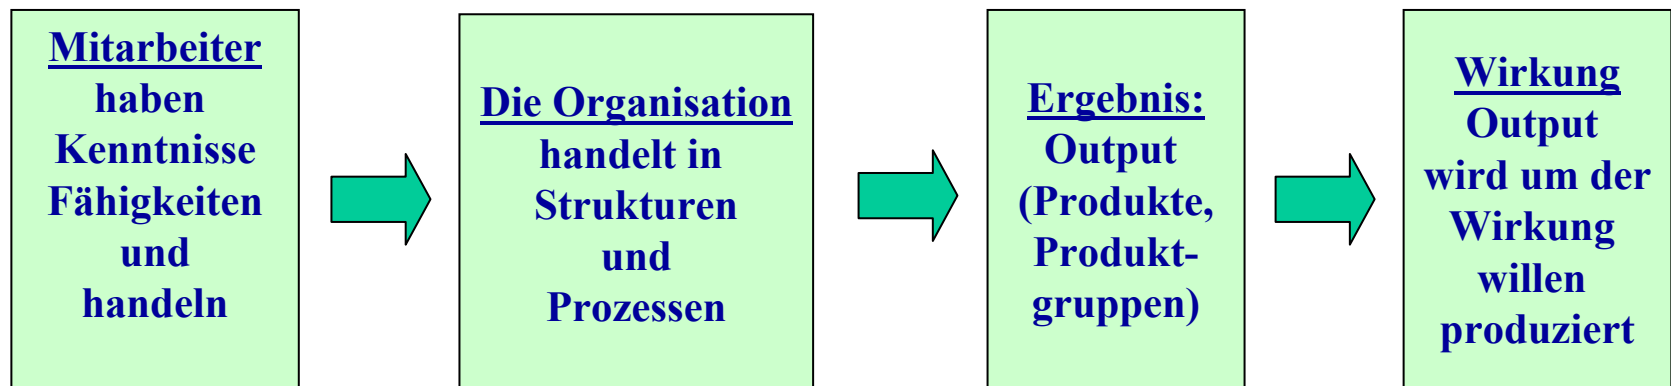 Mitarbeiter
haben
Kenntnisse
Fähigkeiten
und
handeln
Die Organisation
handelt in
Strukturen
und
Prozessen
Ergebnis:
Output
(Produkte,
Produkt-
gruppen)
Wirkung
Output
wird um der
Wirkung
willen
produziert